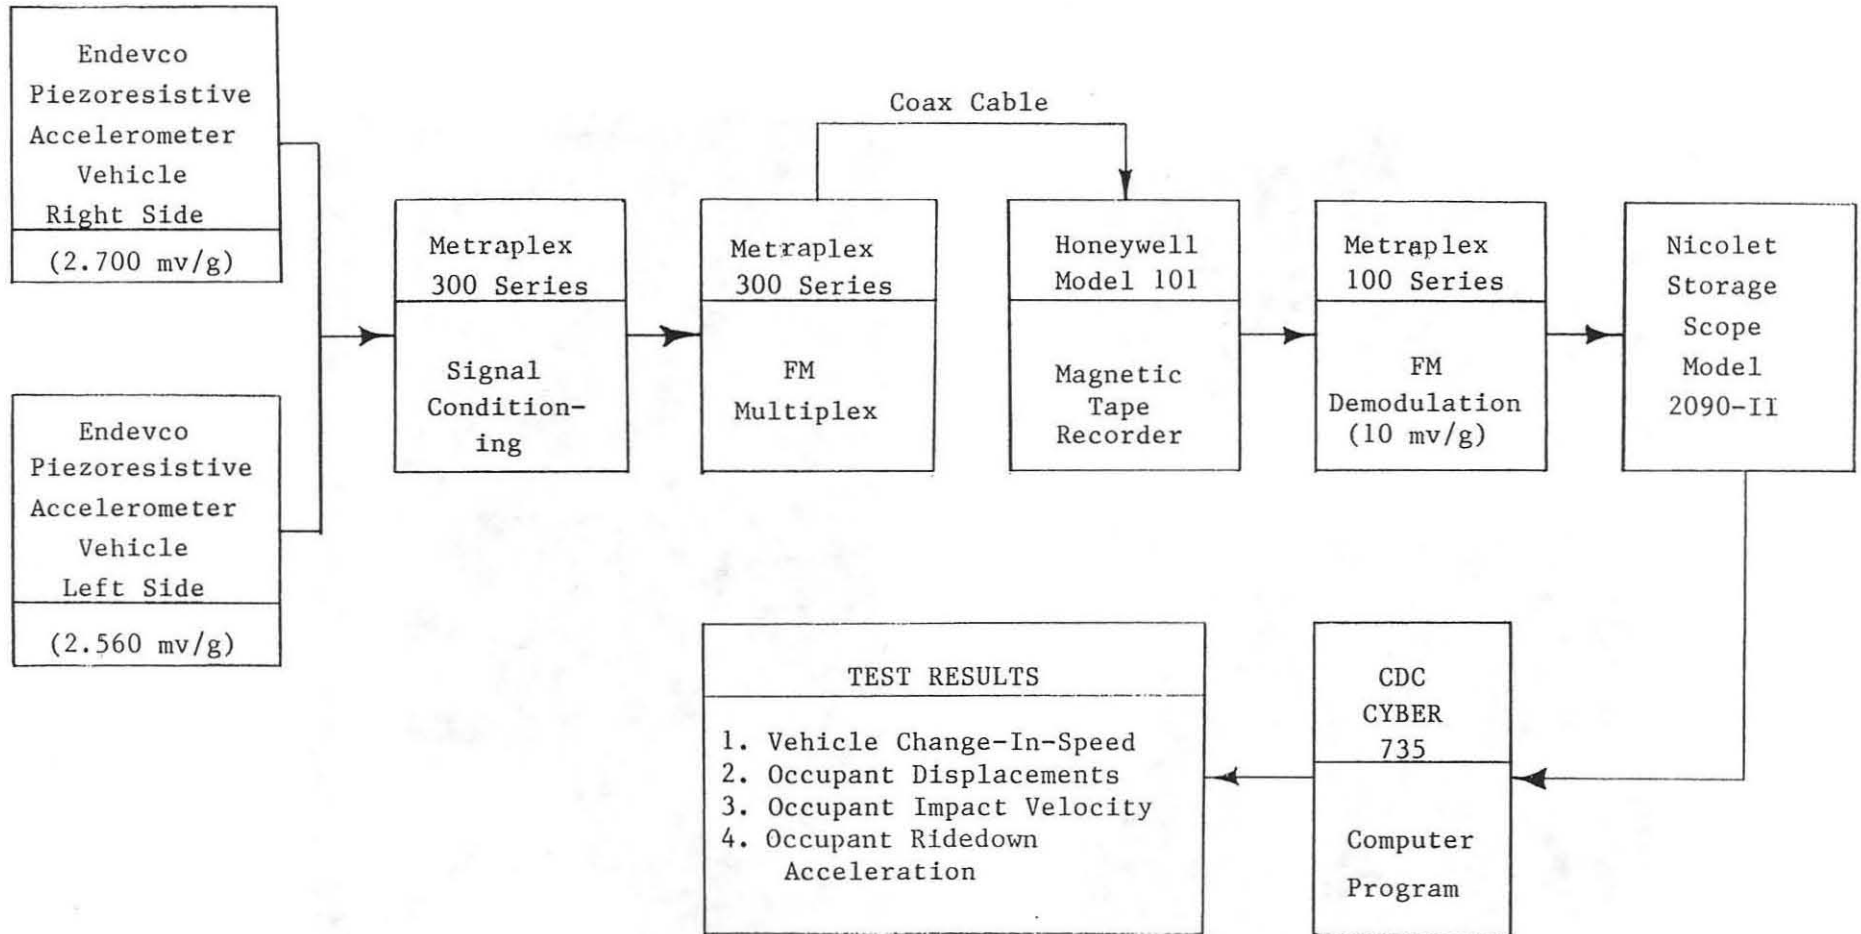 Endevco
Piezoresistive
Accelerometer
Vehicle
Right Side
(2.700 mv/g)
Endevco
Piezoresistive
Accelerometer
Vehicle
Left Side
(2.560 mv/g)
Metraplex
300 Series
Signal
Condition-
ing
Metraplex
300 Series
FM
Multiplex
Coax Cable
Honeywell
Model 101
Magnetic
Tape
Recorder
Metraplex
100 Series
FM
Demodulation
(10 mv/g)
Nicolet
Storage
Scope
Model
2090-II
CDC
CYBER
735
Computer
Program
TEST RESULTS
1. Vehicle Change-In-Speed
2. Occupant Displacements
3. Occupant Impact Velocity
4. Occupant Ridedown
Acceleration